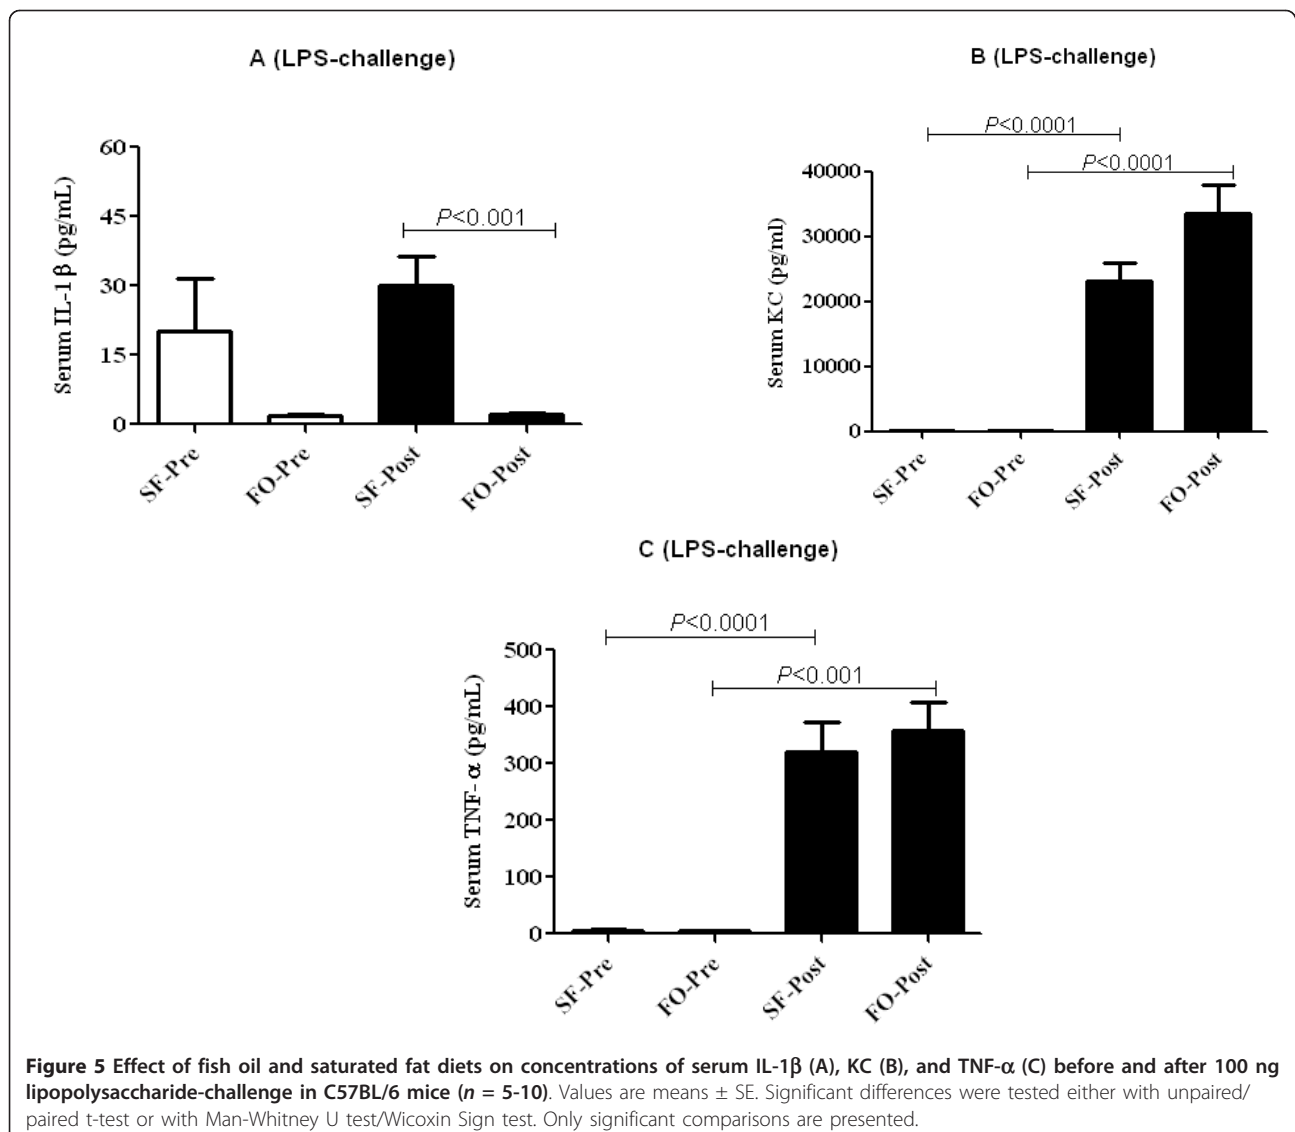 A (LPS-challenge)
Serum IL-1 β (pg/mL)
60
45
30
15
0
P<0.001
SF-Pre
FO-Pre
SF-Post
FO-Post
B (LPS-challenge)
P<0.0001
P<0.0001
Serum KC (pg/ml)
40000
30000
20000
10000
0
SF-Pre
FO-Pre
SF-Post
FO-Post
C (LPS-challenge)
P<0.0001
P<0.001
Serum TNF- α (pg/mL)
500
400
300
200
100
0
SF-Pre
FO-Pre
SF-Post
FO-Post
Figure 5 Effect of fish oil and saturated fat diets on concentrations of serum IL-1β (A), KC (B), and TNF-α (C) before and after 100 ng
lipopolysaccharide-challenge in C57BL/6 mice (n = 5-10). Values are means ± SE. Significant differences were tested either with unpaired/
paired t-test or with Man-Whitney U test/Wicoxin Sign test. Only significant comparisons are presented.